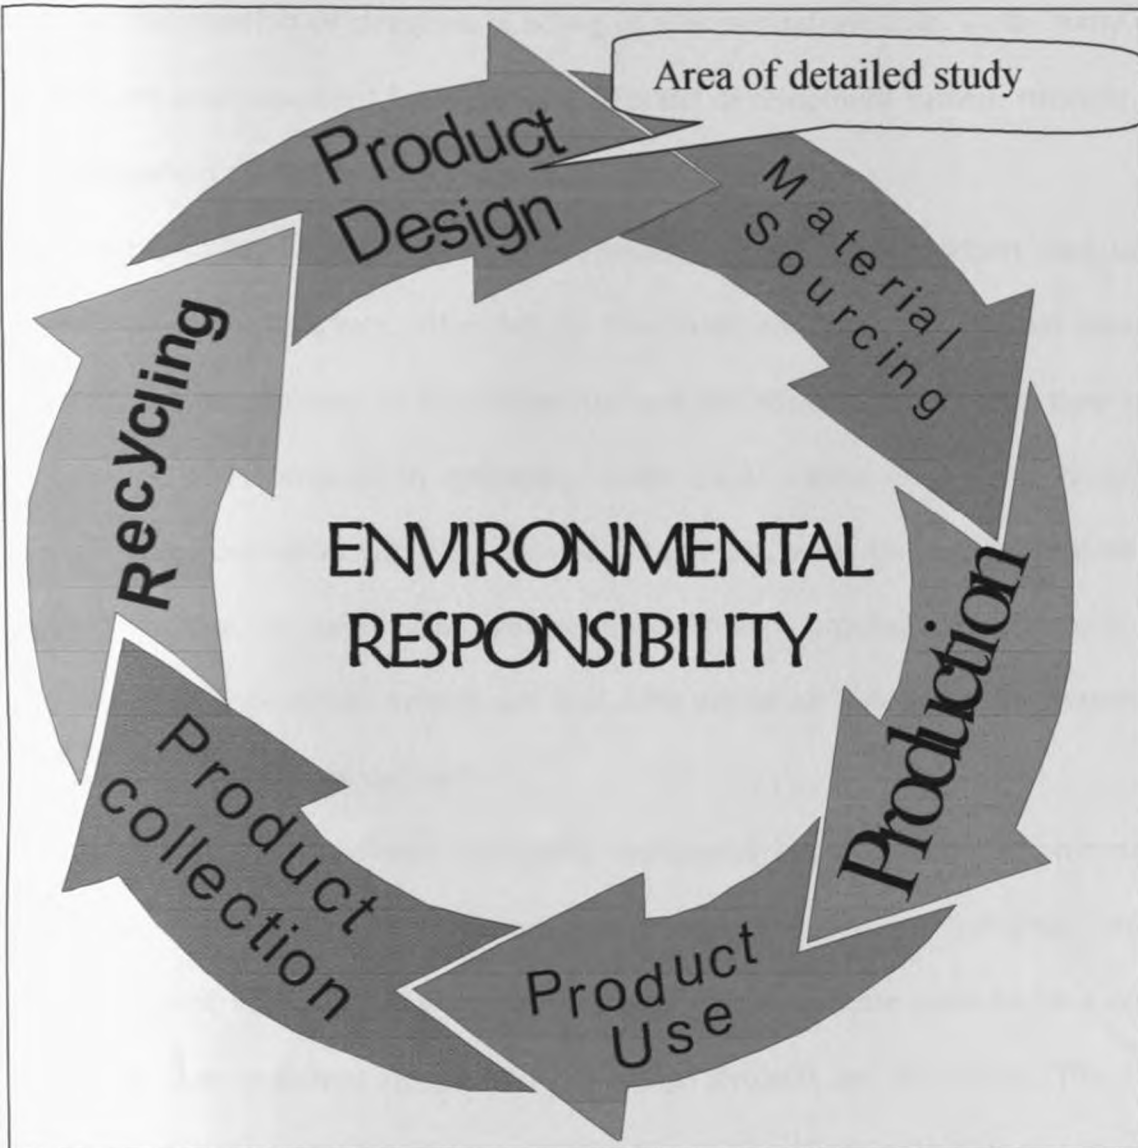 Area of detailed study
Product
Design
Material
Sourcing
Production
Product
Use
Product
collection
Recycling
ENVIRONMENTAL
RESPONSIBILITY